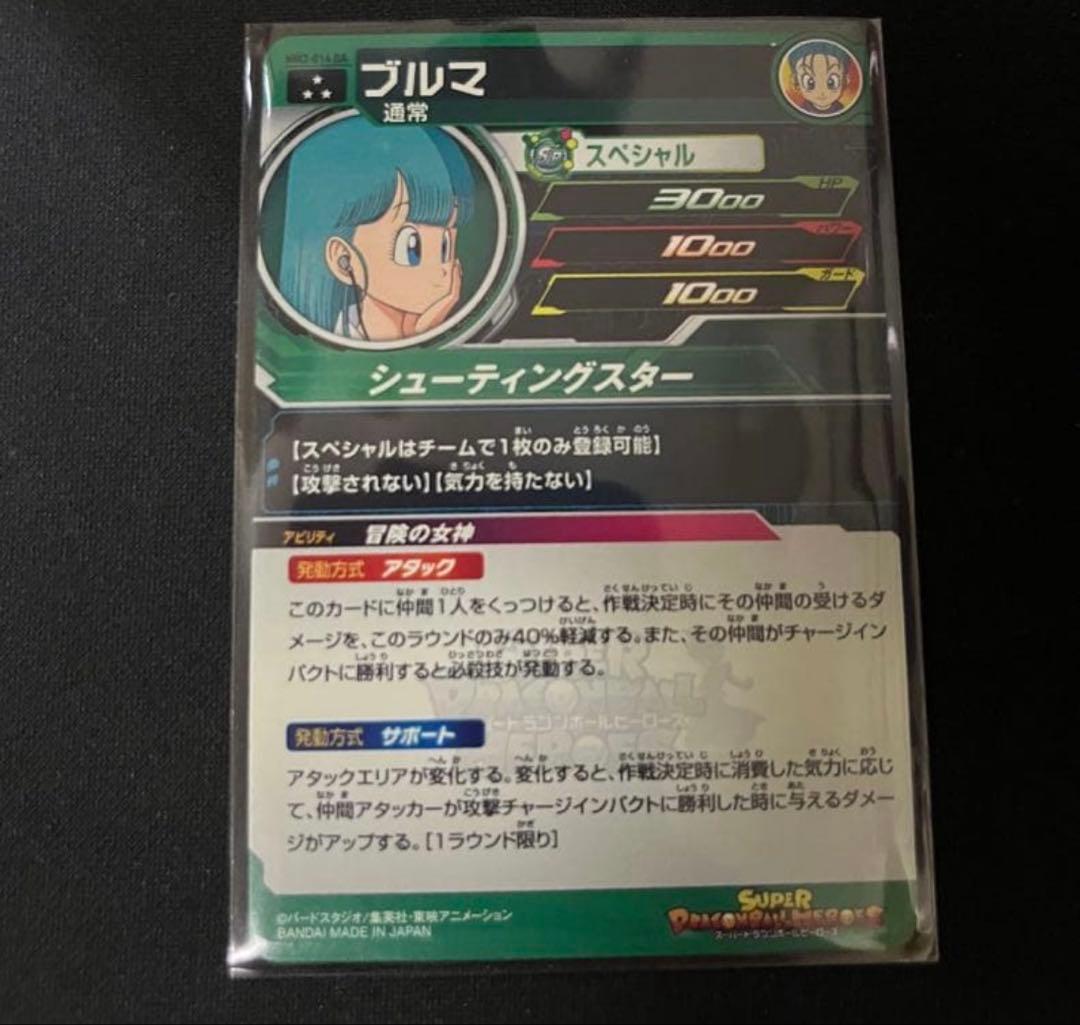 ブルマ
通常
SP スペシャル
HP
3000
パワー
1000
ガード
1000
シューティングスター
【スペシャルはチームで1枚のみ登録可能】
【攻撃されない】【気力を持たない】
アビリティ 冒険の女神
発動方式 アタック
このカードに仲間1人をくっつけると、作戦決定時にその仲間の受けるダ
メージを、このラウンドのみ40%軽減する。また、その仲間がチャージイン
パクトに勝利すると必殺技が発動する。
発動方式 サポート
アタックエリアが変化する。変化すると、作戦決定時に消費した気力に応じ
て、仲間アタッカーが攻撃チャージインパクトに勝利した時に与えるダメー
ジがアップする。[1ラウンド限り]
©バードスタジオ/集英社・東映アニメーション
BANDAI MADE IN JAPAN
SUPER
DRAGONBALL HEROES
スーパードラゴンボールヒーローズ